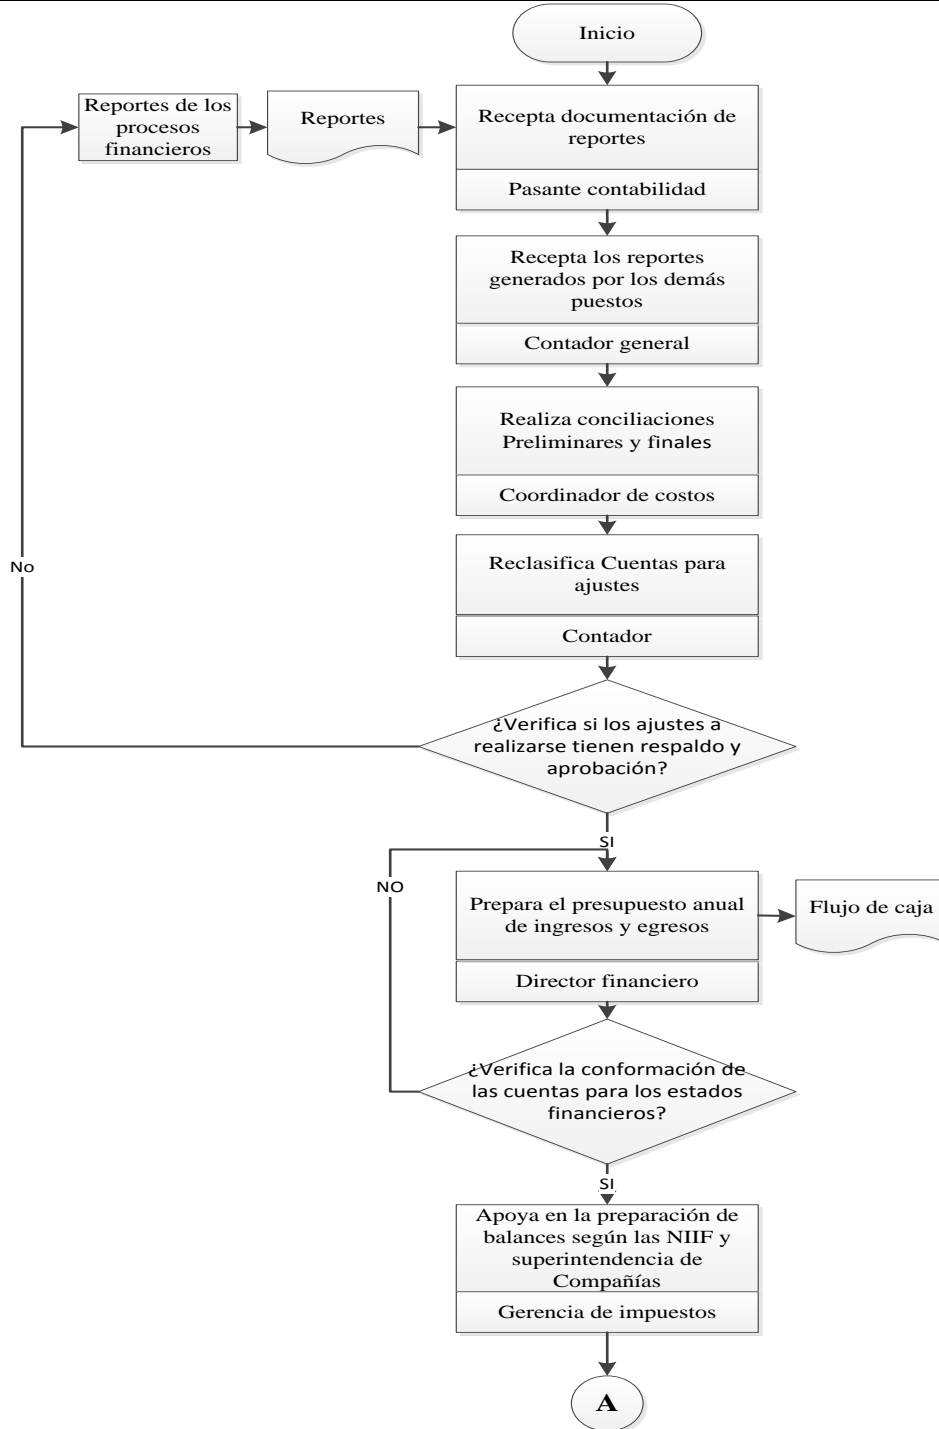 Inicio
Reportes de los
procesos
financieros
Reportes
Recepta documentación de
reportes
Pasante contabilidad
Recepta los reportes
generados por los demás
puestos
Contador general
Realiza conciliaciones
Preliminares y finales
Coordinador de costos
No
Reclasifica Cuentas para
ajustes
Contador
¿Verifica si los ajustes a
realizarse tienen respaldo y
aprobación?
SI
NO
Prepara el presupuesto anual
de ingresos y egresos
Flujo de caja
Director financiero
¿Verifica la conformación de
las cuentas para los estados
financieros?
SI
Apoya en la preparación de
balances según las NIIF y
superintendencia de
Compañías
Gerencia de impuestos
A